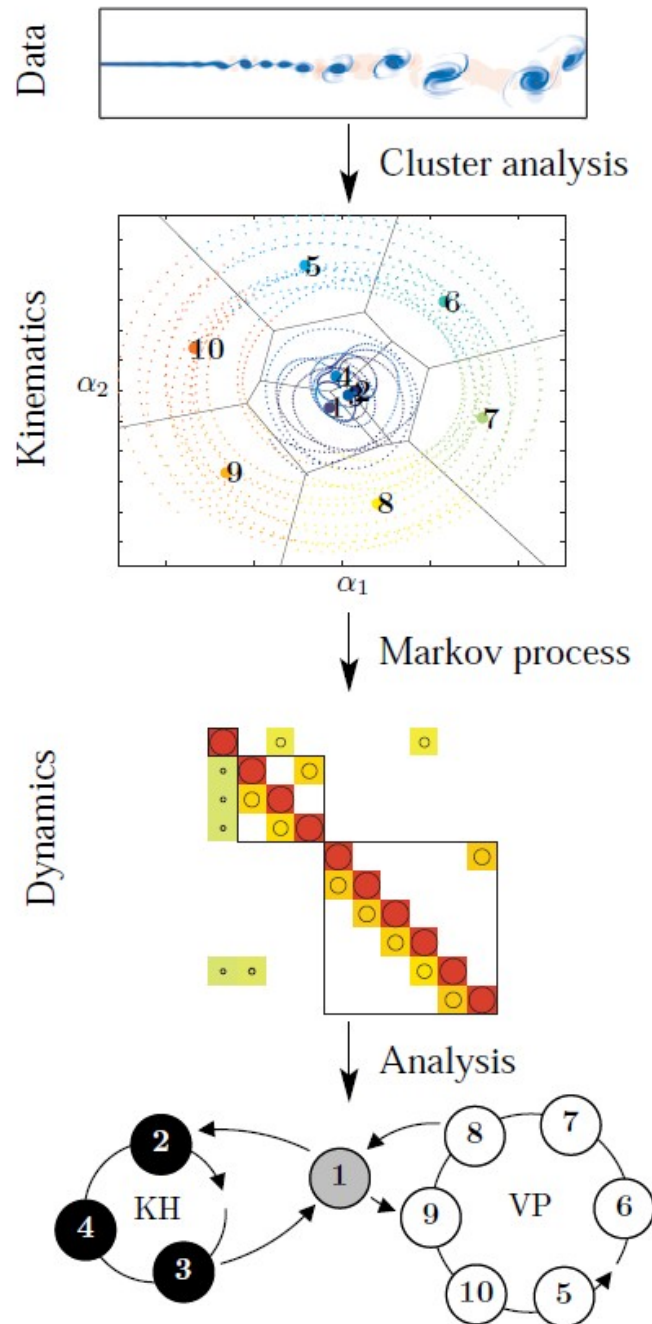 Data
Cluster analysis
Kinematics
α₂
5
6
10
4
2
1
7
9
8
α₁
Markov process
Dynamics
Analysis
2
8
7
1
4
KH
9
VP
6
3
10
5